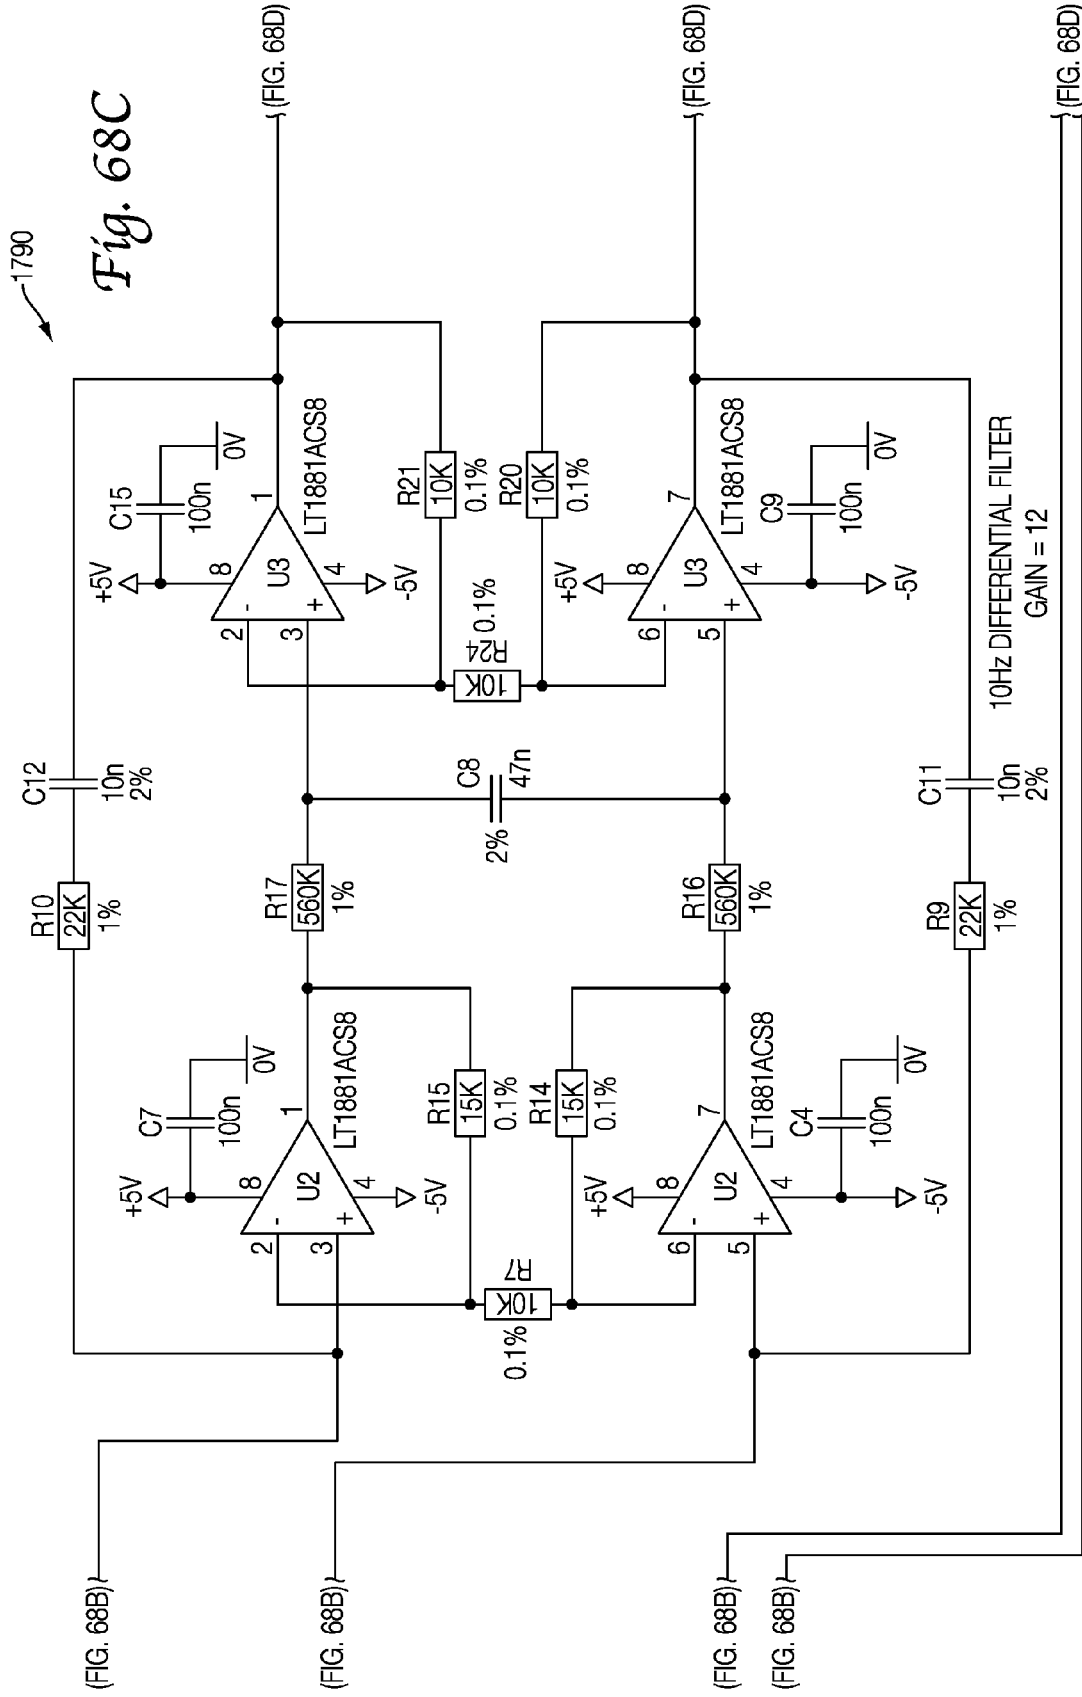 Fig. 68C
1790
(FIG. 68D)
(FIG. 68D)
(FIG. 68D)
(FIG. 68B)
(FIG. 68B)
(FIG. 68B)
(FIG. 68B)
R10
22K
1%
C12
10n
2%
C7
100n
0V
+5V
8
2
-
3
+
U2
1
4
-5V
LT1881ACS8
R15
15K
0.1%
R7
10K
0.1%
R14
15K
0.1%
+5V
8
6
-
5
+
U2
7
4
-5V
LT1881ACS8
C4
100n
0V
R17
560K
1%
C8
47n
2%
R16
560K
1%
C15
100n
0V
+5V
8
2
-
3
+
U3
1
4
-5V
LT1881ACS8
R21
10K
0.1%
R24
10K
0.1%
R20
10K
0.1%
+5V
8
6
-
5
+
U3
7
4
-5V
LT1881ACS8
C9
100n
0V
R9
22K
1%
C11
10n
2%
10Hz DIFFERENTIAL FILTER
GAIN = 12